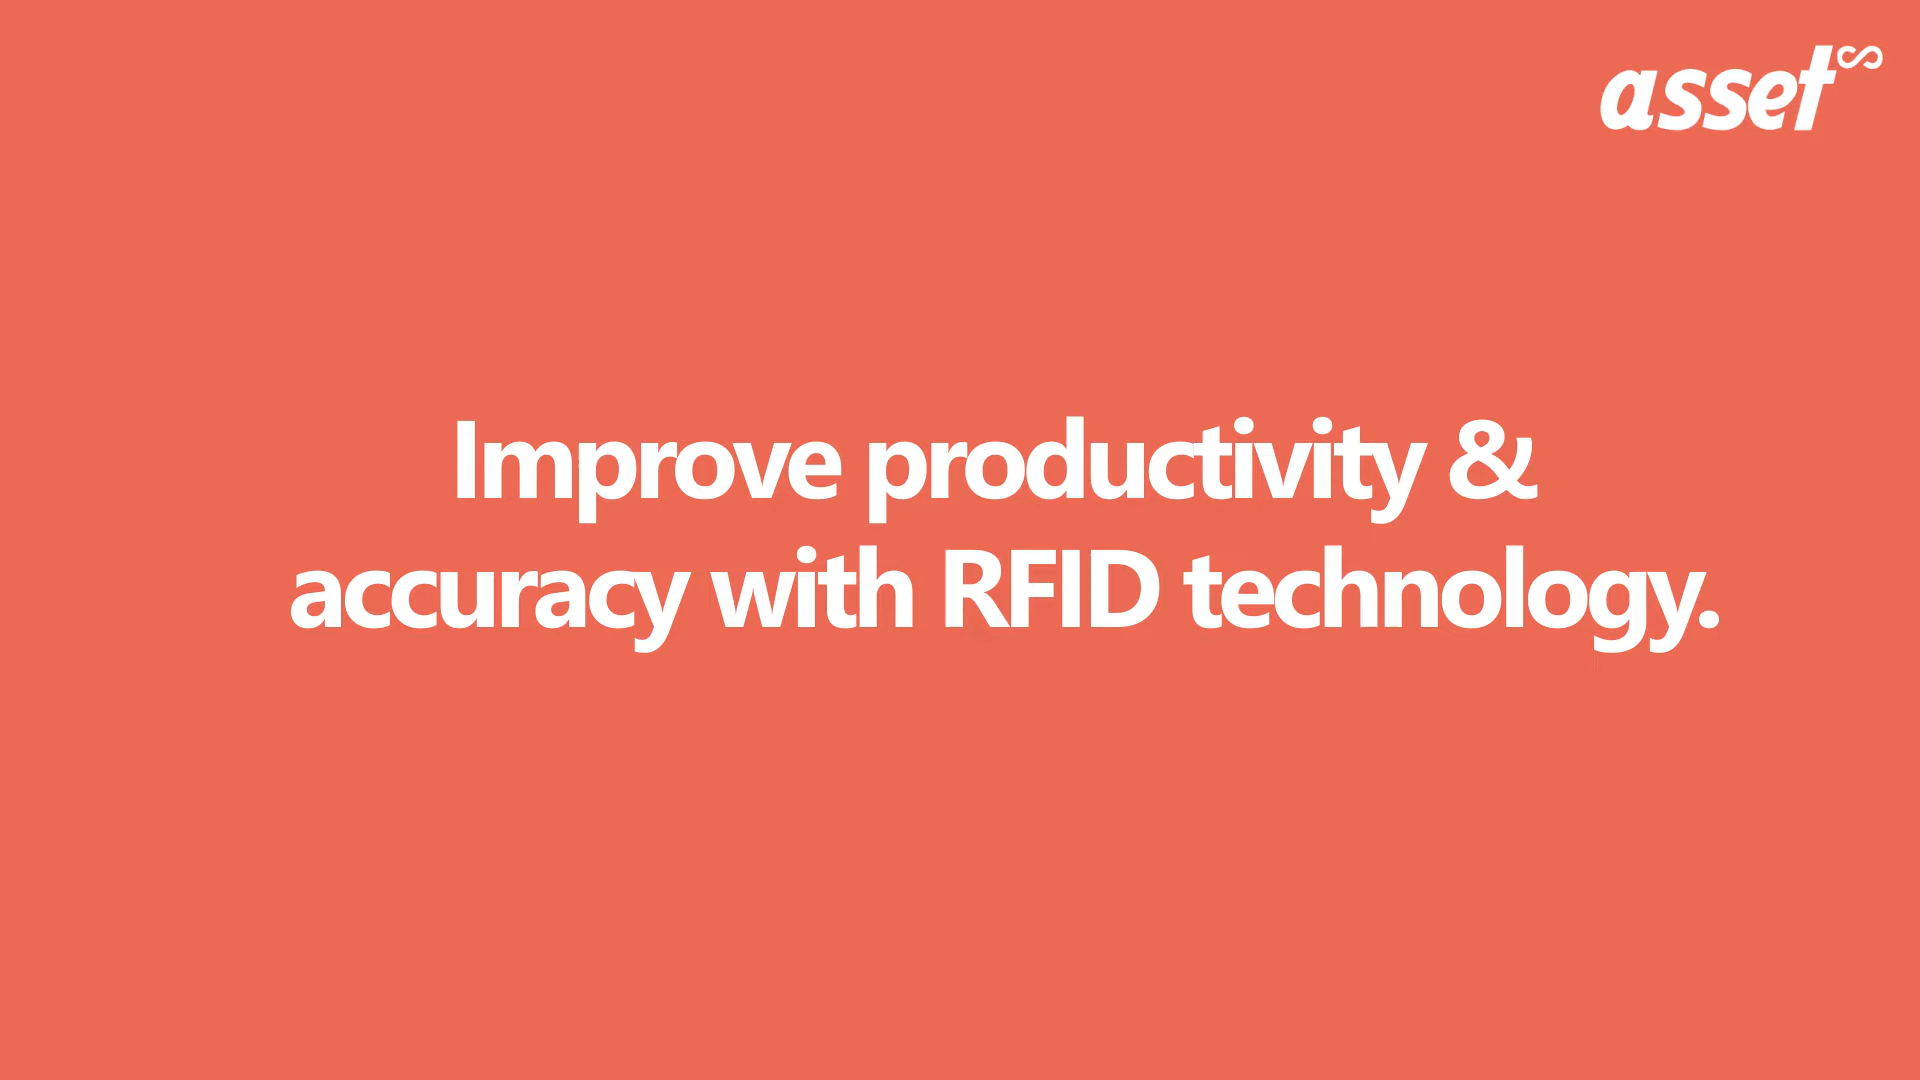 asset∞
Improve productivity &
accuracy with RFID technology.